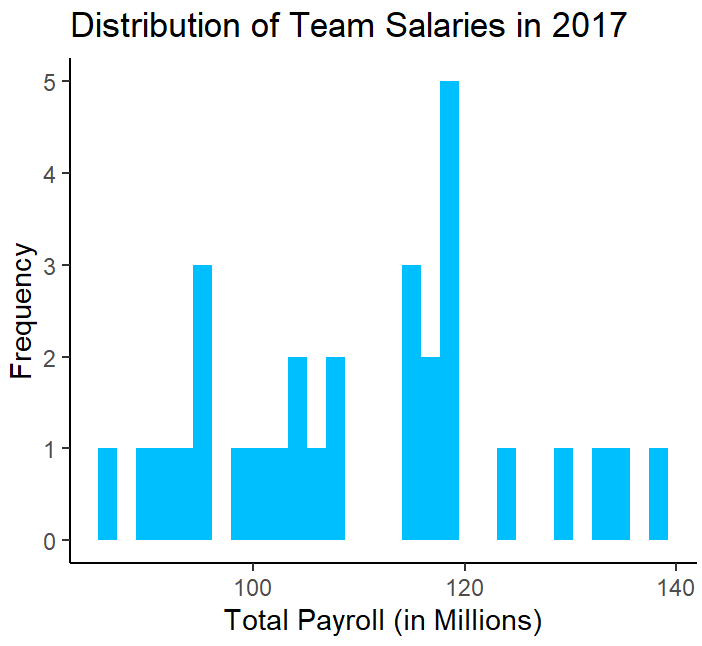 Distribution of Team Salaries in 2017
Frequency
5
4
3
2
1
0
100 120 140
Total Payroll (in Millions)